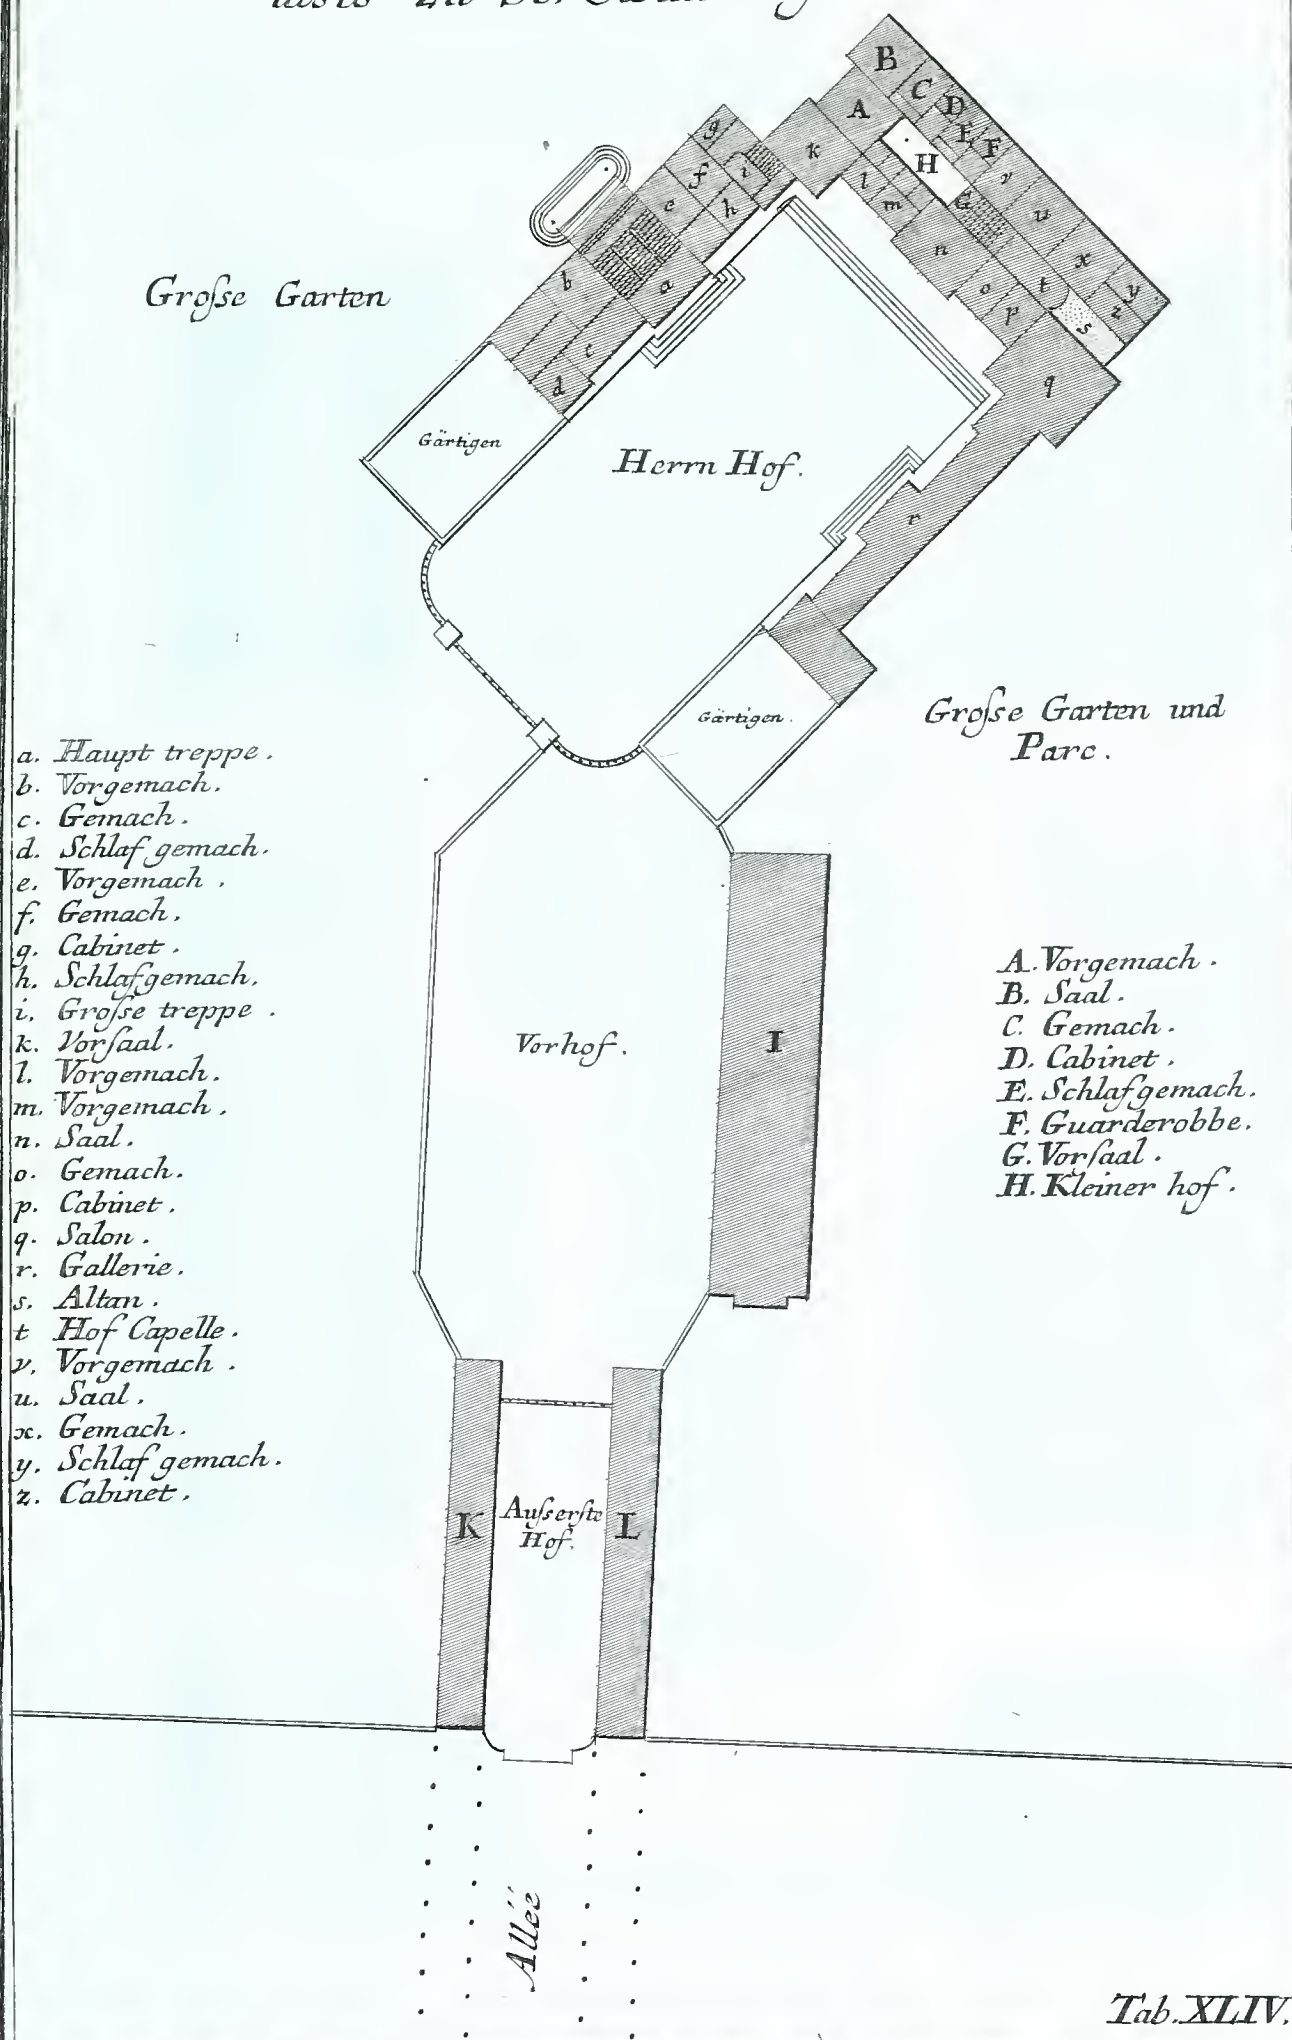 B
C
D
E
F
A
g
k
H
f
i
l
v
e
h
m
G
u
b
a
n
x
o
t
y
z
c
p
s
d
q
Groſse Garten
Gärtigen
Herrn Hof.
r
Gärtigen.
Groſse Garten und
Parc.
a. Haupt treppe.
b. Vorgemach.
c. Gemach.
d. Schlaf gemach.
e. Vorgemach.
f. Gemach.
g. Cabinet.
h. Schlafgemach.
i. Groſse treppe.
k. Vorſaal.
l. Vorgemach.
m. Vorgemach.
n. Saal.
o. Gemach.
p. Cabinet.
q. Salon.
r. Gallerie.
s. Altan.
t Hof Capelle.
v. Vorgemach.
u. Saal.
x. Gemach.
y. Schlaf gemach.
z. Cabinet.
Vorhof.
I
A. Vorgemach.
B. Saal.
C. Gemach.
D. Cabinet.
E. Schlafgemach.
F. Guarderobbe.
G. Vorſaal.
H. Kleiner hof.
K
Auſserſte
Hof.
L
Alléé
Tab. XLIV.